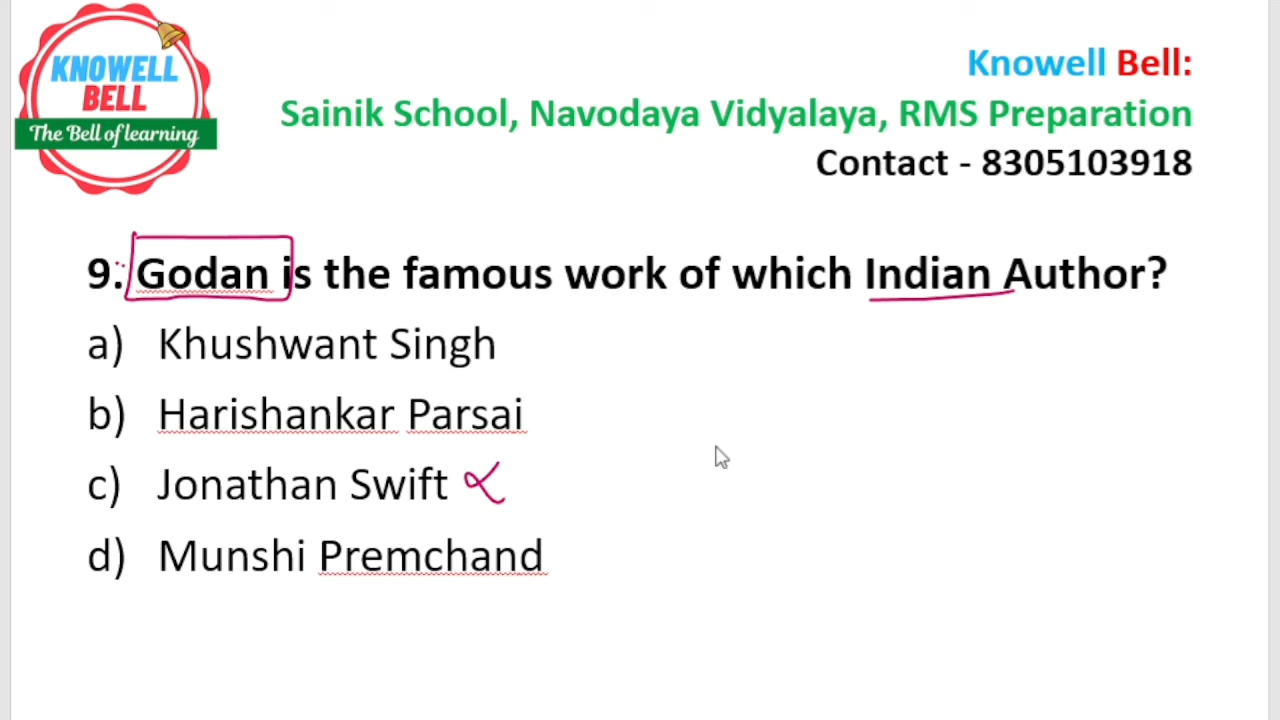 KNOWELL
BELL
The Bell of learning
Knowell Bell:
Sainik School, Navodaya Vidyalaya, RMS Preparation
Contact - 8305103918
9. Godan is the famous work of which Indian Author?
a) Khushwant Singh
b) Harishankar Parsai
c) Jonathan Swift
d) Munshi Premchand